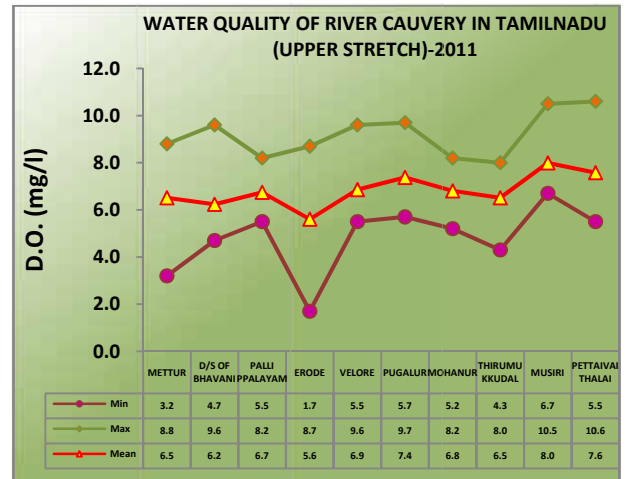 WATER QUALITY OF RIVER CAUVERY IN TAMILNADU
(UPPER STRETCH)-2011
D.O. (mg/l)
12.0
10.0
8.0
6.0
4.0
2.0
0.0
METTUR D/S OF BHAVANI PALLI PPALAYAM ERODE VELORE PUGALUR MOHANUR THIRUMU KKUDAL MUSIRI PETTAIVAI THALAI
Min 3.2 4.7 5.5 1.7 5.5 5.7 5.2 4.3 6.7 5.5
Max 8.8 9.6 8.2 8.7 9.6 9.7 8.2 8.0 10.5 10.6
Mean 6.5 6.2 6.7 5.6 6.9 7.4 6.8 6.5 8.0 7.6